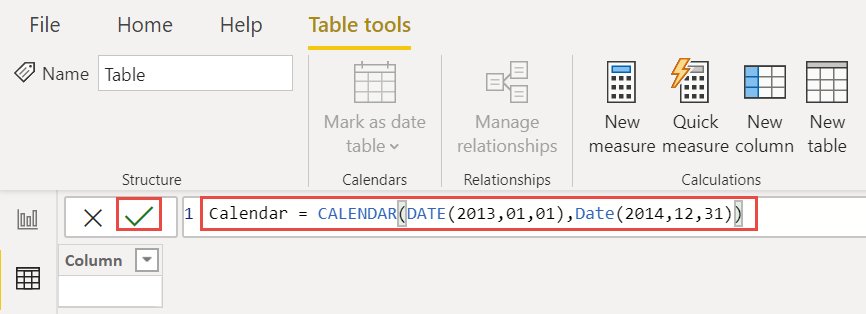 File Home Help Table tools
Name Table
Mark as date table
Manage relationships
New measure
Quick measure
New column
New table
Structure Calendars Relationships Calculations
1 Calendar = CALENDAR(DATE(2013,01,01),Date(2014,12,31))
Column